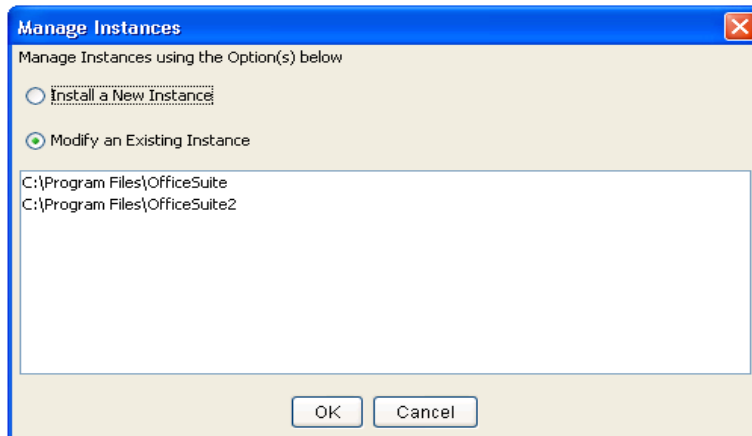 Manage Instances
Manage Instances using the Option(s) below
Install a New Instance
Modify an Existing Instance
C:\Program Files\OfficeSuite
C:\Program Files\OfficeSuite2
OK Cancel